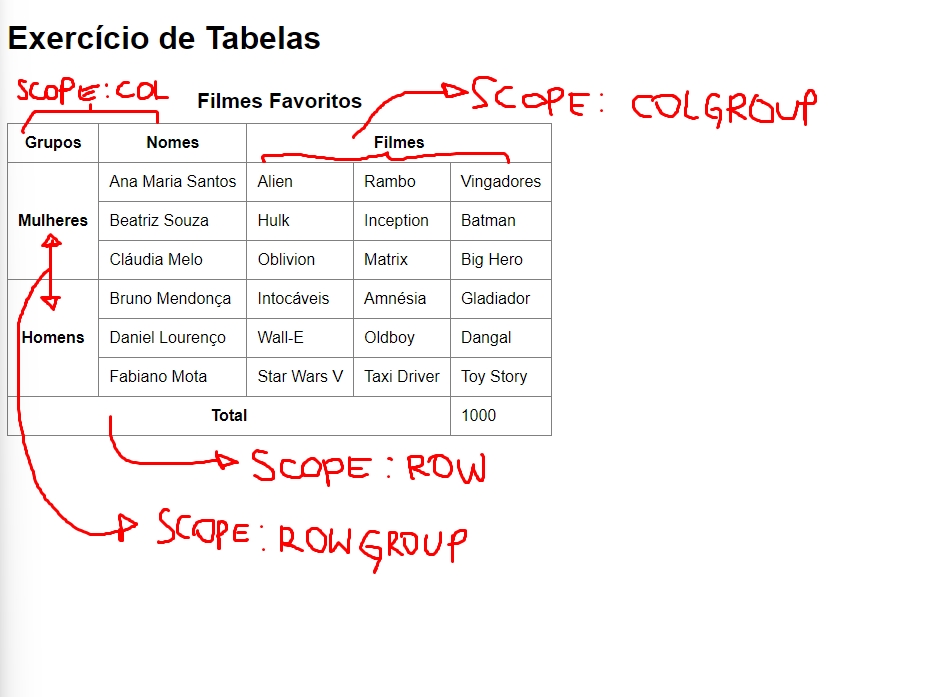 Exercício de Tabelas
SCOPE:COL
Filmes Favoritos
SCOPE: COLGROUP
Grupos Nomes Filmes
Ana Maria Santos Alien Rambo Vingadores
Mulheres Beatriz Souza Hulk Inception Batman
Cláudia Melo Oblivion Matrix Big Hero
Bruno Mendonça Intocáveis Amnésia Gladiador
Homens Daniel Lourenço Wall-E Oldboy Dangal
Fabiano Mota Star Wars V Taxi Driver Toy Story
Total 1000
SCOPE: ROW
SCOPE: ROWGROUP